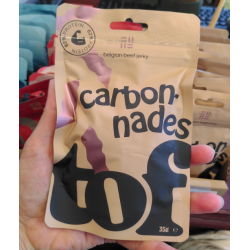 belgian beef jerky
carbon-
nades
tof
35g e